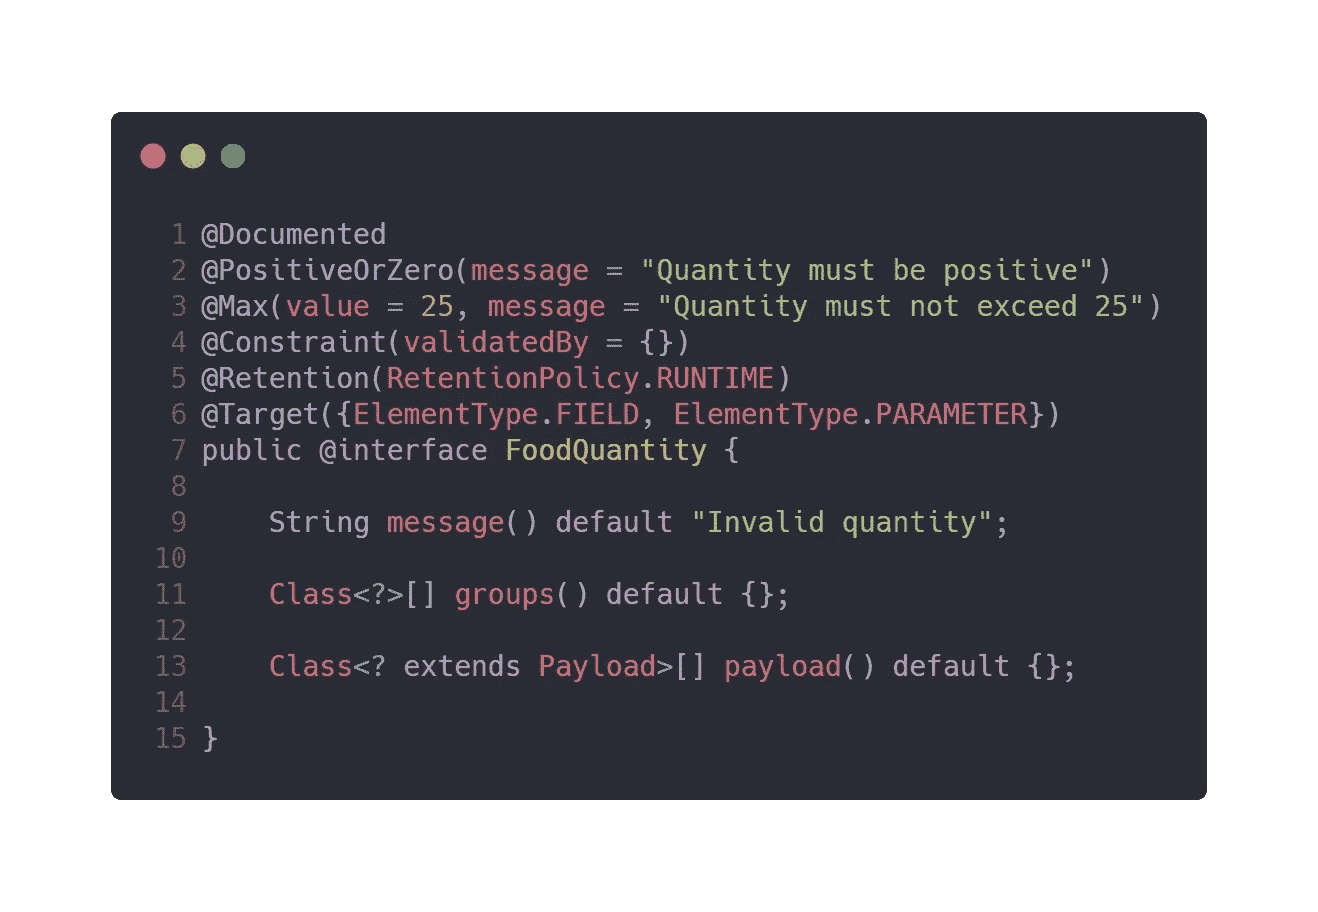 1 @Documented
2 @PositiveOrZero(message = "Quantity must be positive")
3 @Max(value = 25, message = "Quantity must not exceed 25")
4 @Constraint(validatedBy = {})
5 @Retention(RetentionPolicy.RUNTIME)
6 @Target({ElementType.FIELD, ElementType.PARAMETER})
7 public @interface FoodQuantity {
8
9     String message() default "Invalid quantity";
10
11     Class<?>[] groups() default {};
12
13     Class<? extends Payload>[] payload() default {};
14
15 }